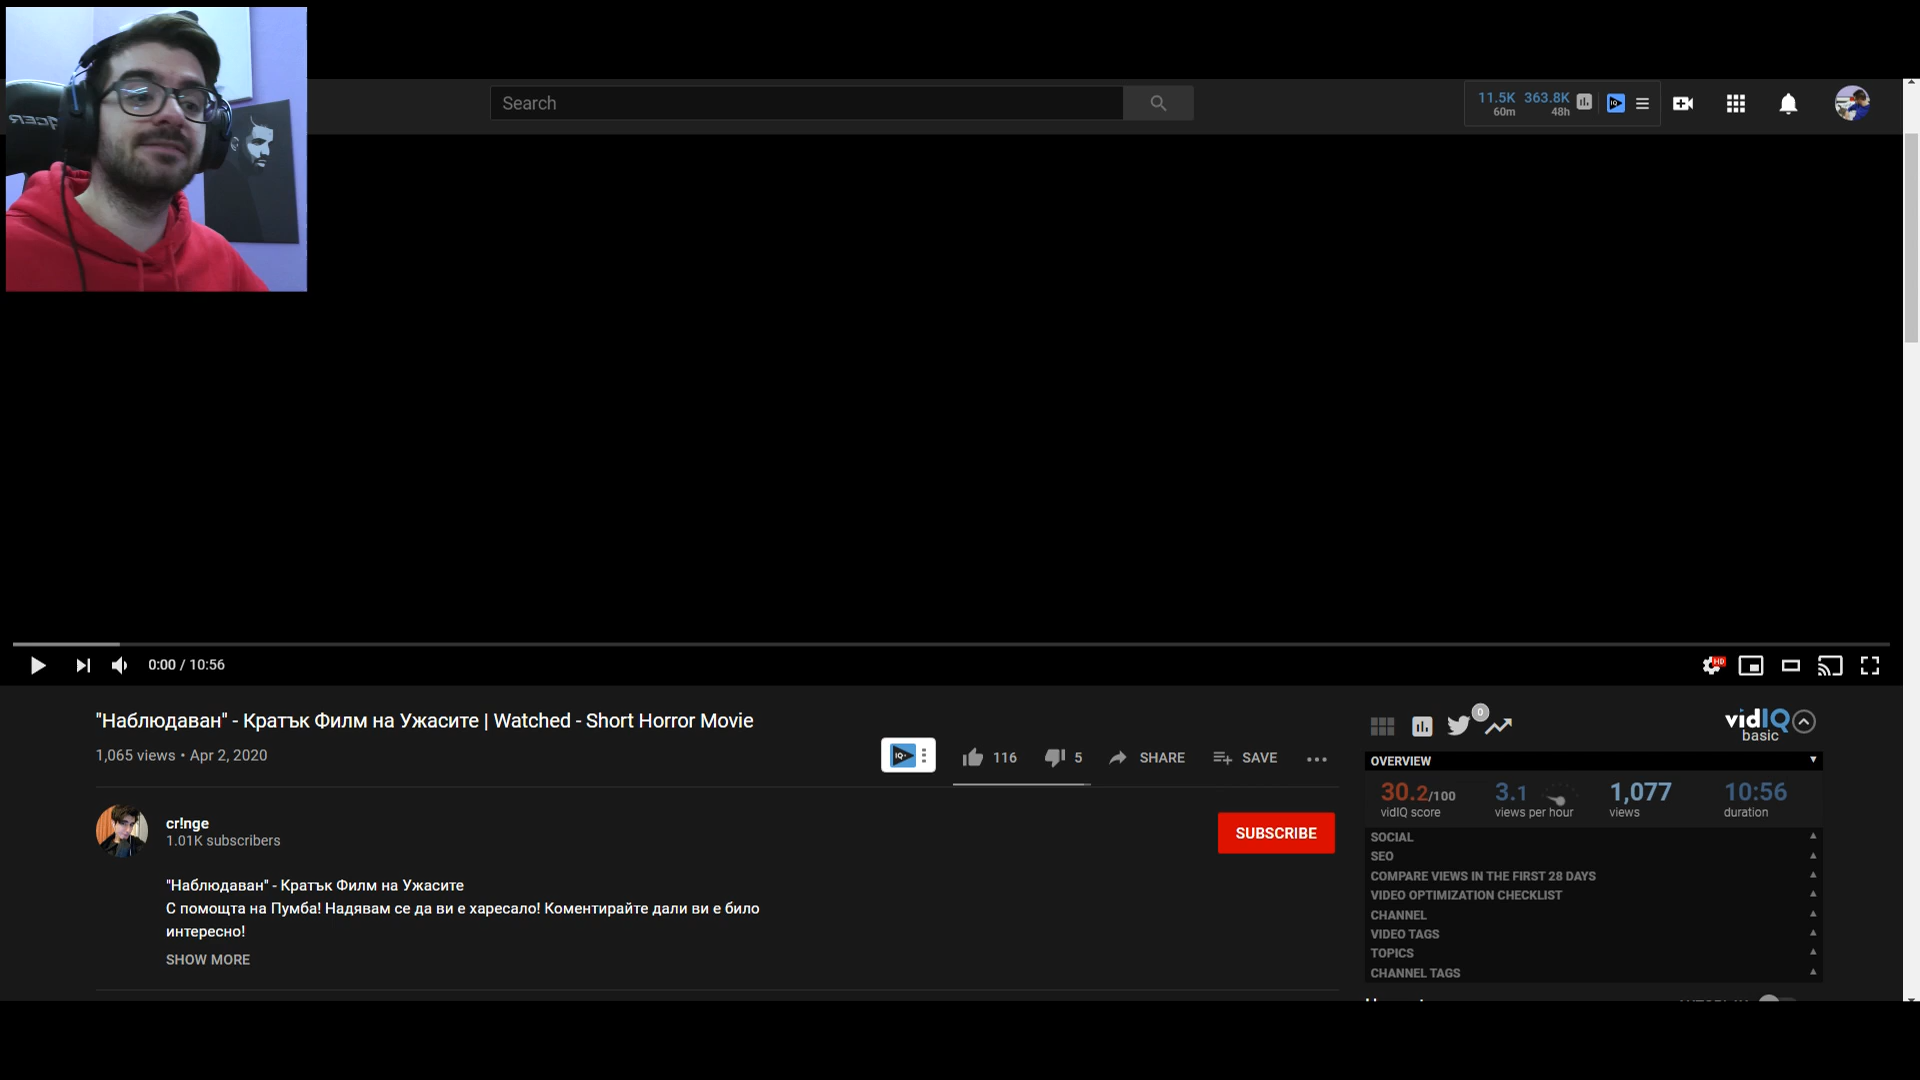 Search
11.5K 363.8K
60m 48h
0:00 / 10:56
HD
"Наблюдаван" - Кратък Филм на Ужасите | Watched - Short Horror Movie
1,065 views • Apr 2, 2020
116
5
SHARE
SAVE
cr!nge
1.01K subscribers
SUBSCRIBE
"Наблюдаван" - Кратък Филм на Ужасите
С помощта на Пумба! Надявам се да ви е харесало! Коментирайте дали ви е било
интересно!
SHOW MORE
0
vidIQ
basic
OVERVIEW
30.2/100 3.1 1,077 10:56
vidIQ score views per hour views duration
SOCIAL
SEO
COMPARE VIEWS IN THE FIRST 28 DAYS
VIDEO OPTIMIZATION CHECKLIST
CHANNEL
VIDEO TAGS
TOPICS
CHANNEL TAGS